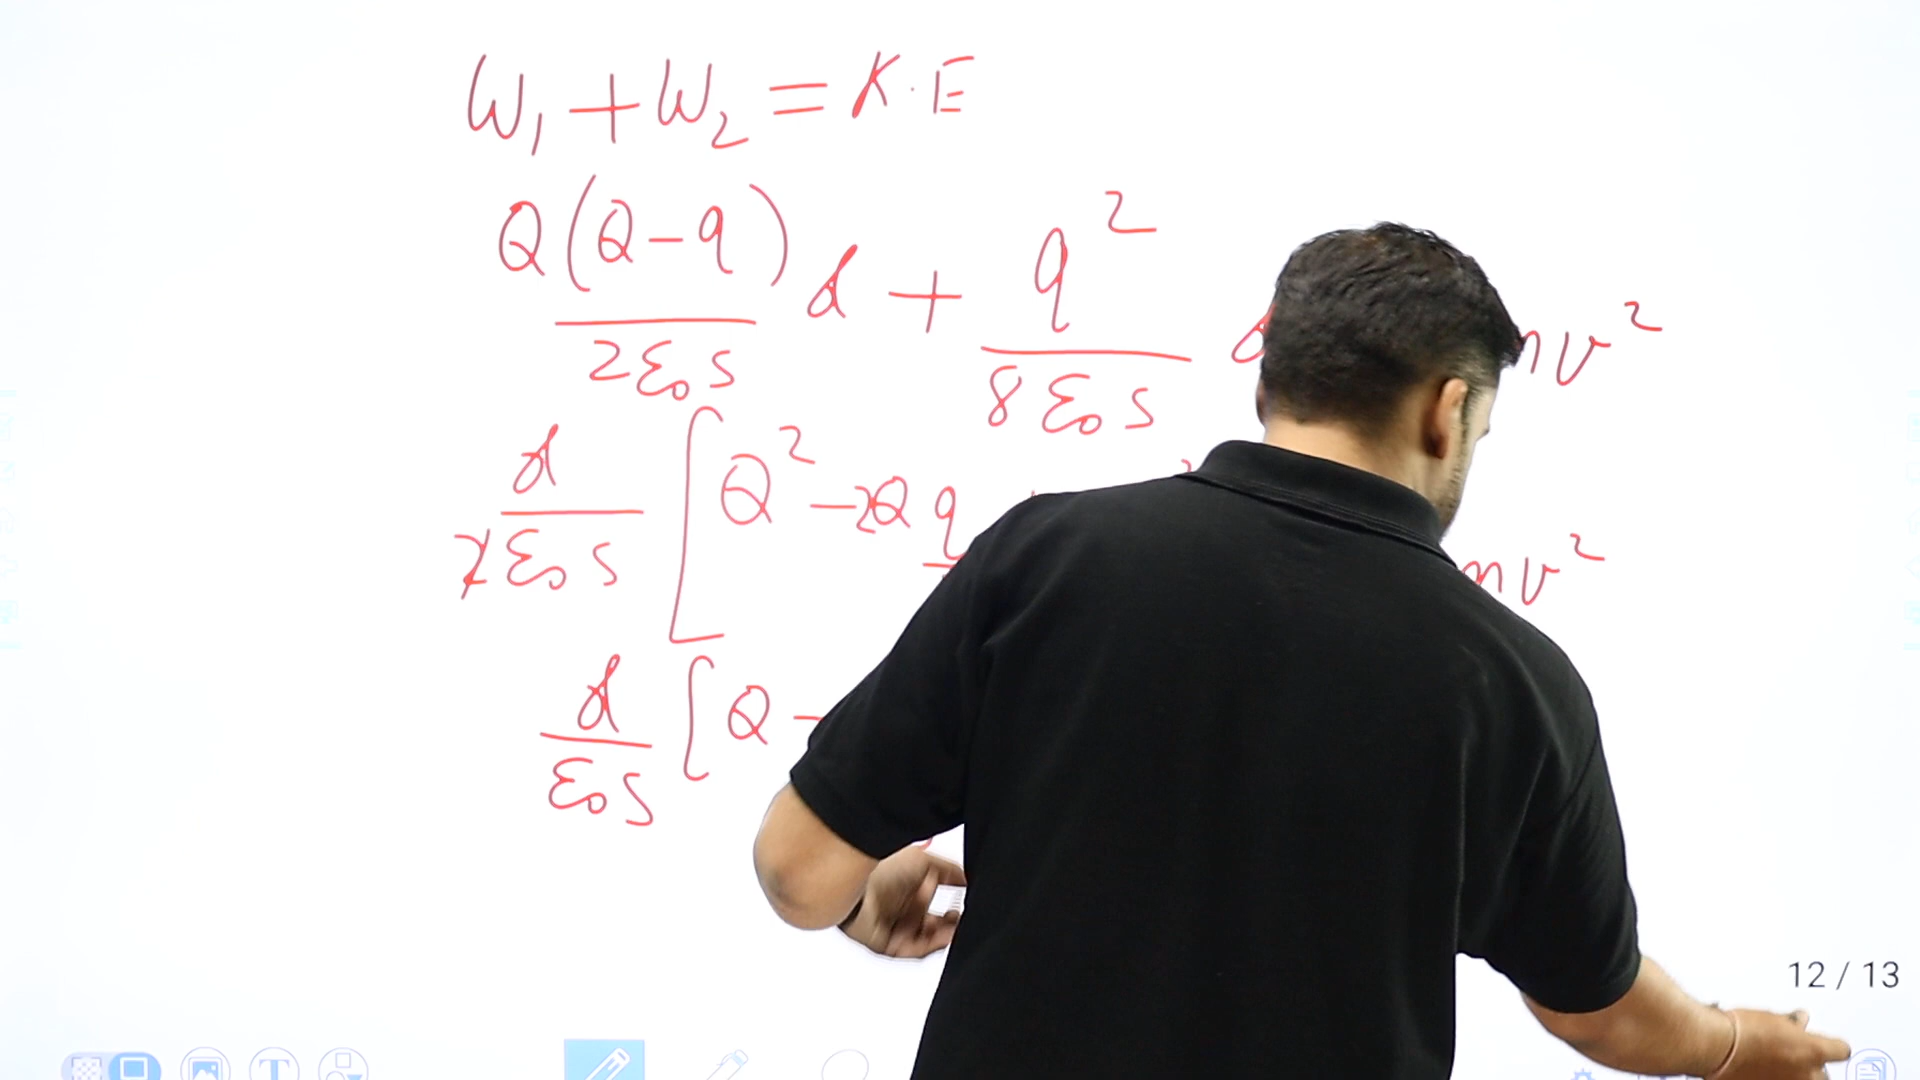 W₁ + W₂ = K.E
Q(Q-q)/2ε₀s d + q²/8ε₀s mv²
d/2ε₀s [Q² - 2Qq mv²
d/ε₀s [Q -
12 / 13